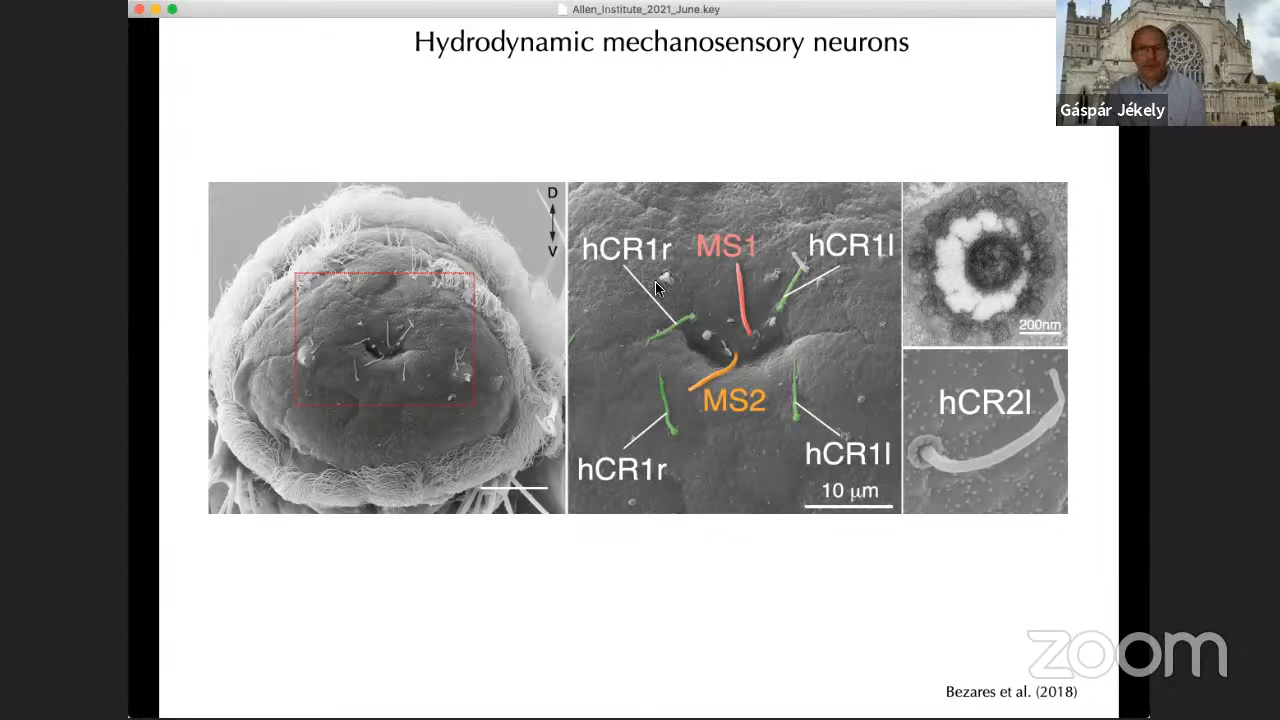 Allen_Institute_2021_June.key
Hydrodynamic mechanosensory neurons
Gáspár Jékely
D
V
hCR1r
MS1
hCR1l
MS2
hCR1r
hCR1l
10 μm
200nm
hCR2l
zoom
Bezares et al. (2018)